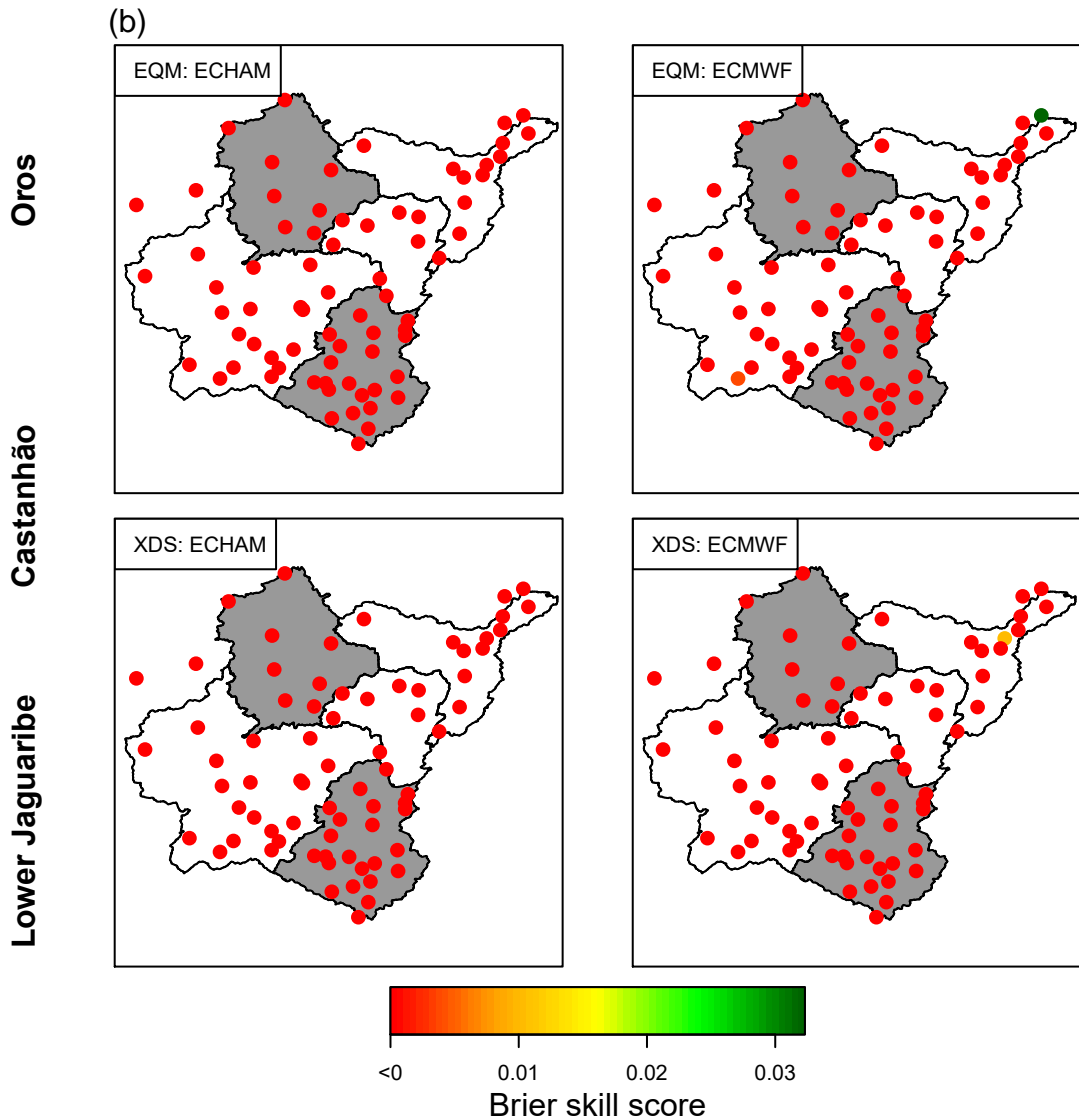 (b)
EQM: ECHAM
EQM: ECMWF
Oros
Castanhão
XDS: ECHAM
XDS: ECMWF
Lower Jaguaribe
<0 0.01 0.02 0.03
Brier skill score